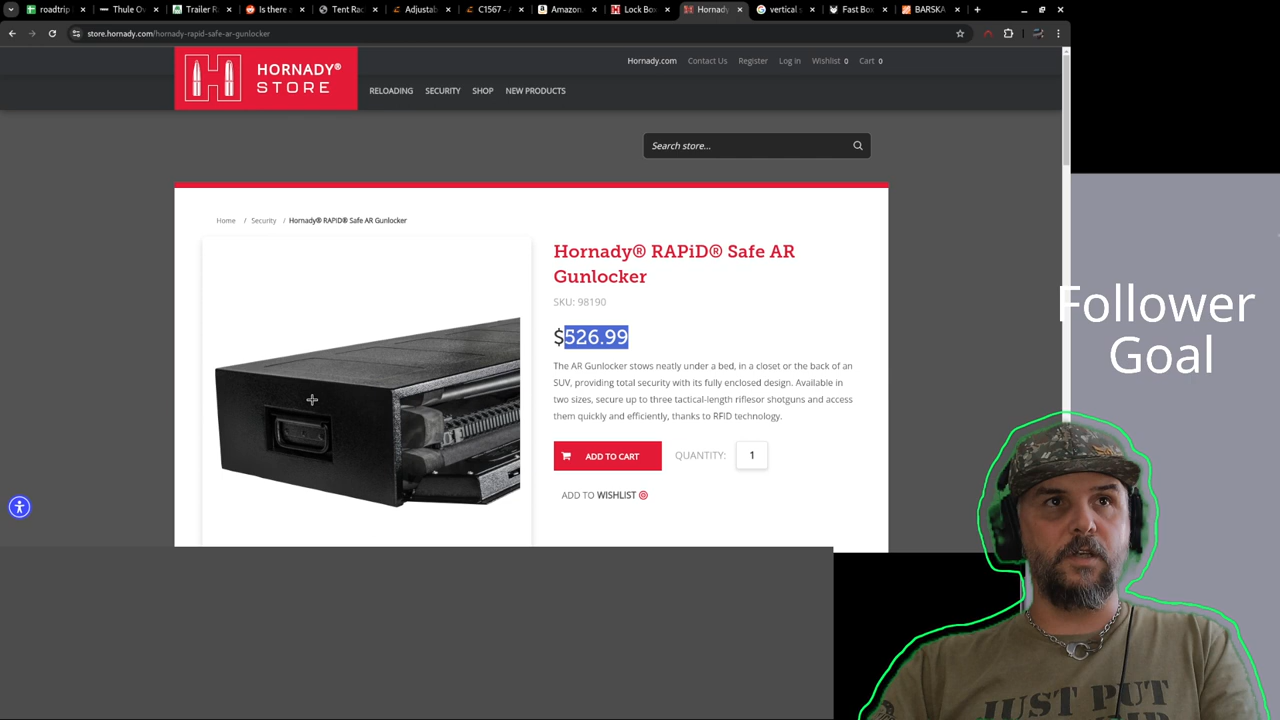 roadtrip
Thule Ov
Trailer R
Is there a
Tent Rac
Adjustab
C1567 - A
Amazon.
Lock Box
Hornady
vertical s
Fast Box
BARSKA
store.hornady.com/hornady-rapid-safe-ar-gunlocker
HORNADY®
STORE
Hornady.com Contact Us Register Log in Wishlist 0 Cart 0
RELOADING SECURITY SHOP NEW PRODUCTS
Search store...
Home / Security / Hornady® RAPiD® Safe AR Gunlocker
Hornady® RAPiD® Safe AR
Gunlocker
SKU: 98190
$526.99
The AR Gunlocker stows neatly under a bed, in a closet or the back of an
SUV, providing total security with its fully enclosed design. Available in
two sizes, secure up to three tactical-length riflesor shotguns and access
them quickly and efficiently, thanks to RFID technology.
ADD TO CART QUANTITY: 1
ADD TO WISHLIST
Follower
Goal
JUST PUT